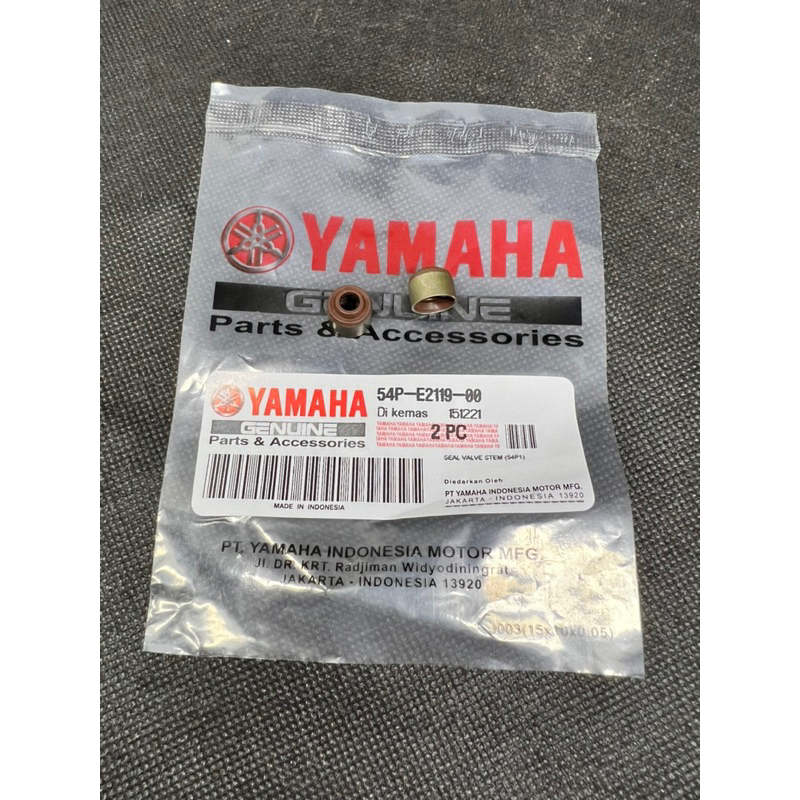 YAMAHA
GENUINE
Parts & Accessories
YAMAHA
GENUINE
Parts & Accessories
MADE IN INDONESIA
54P-E2119-00
Di kemas 151221
2 PC
SEAL VALVE STEM (54P1)
Diedarkan Oleh
PT YAMAHA INDONESIA MOTOR MFG.
JAKARTA - INDONESIA 13920
PT. YAMAHA INDONESIA MOTOR MFG.
Jl. DR. KRT. Radjiman Widyodiningrat
JAKARTA - INDONESIA 13920